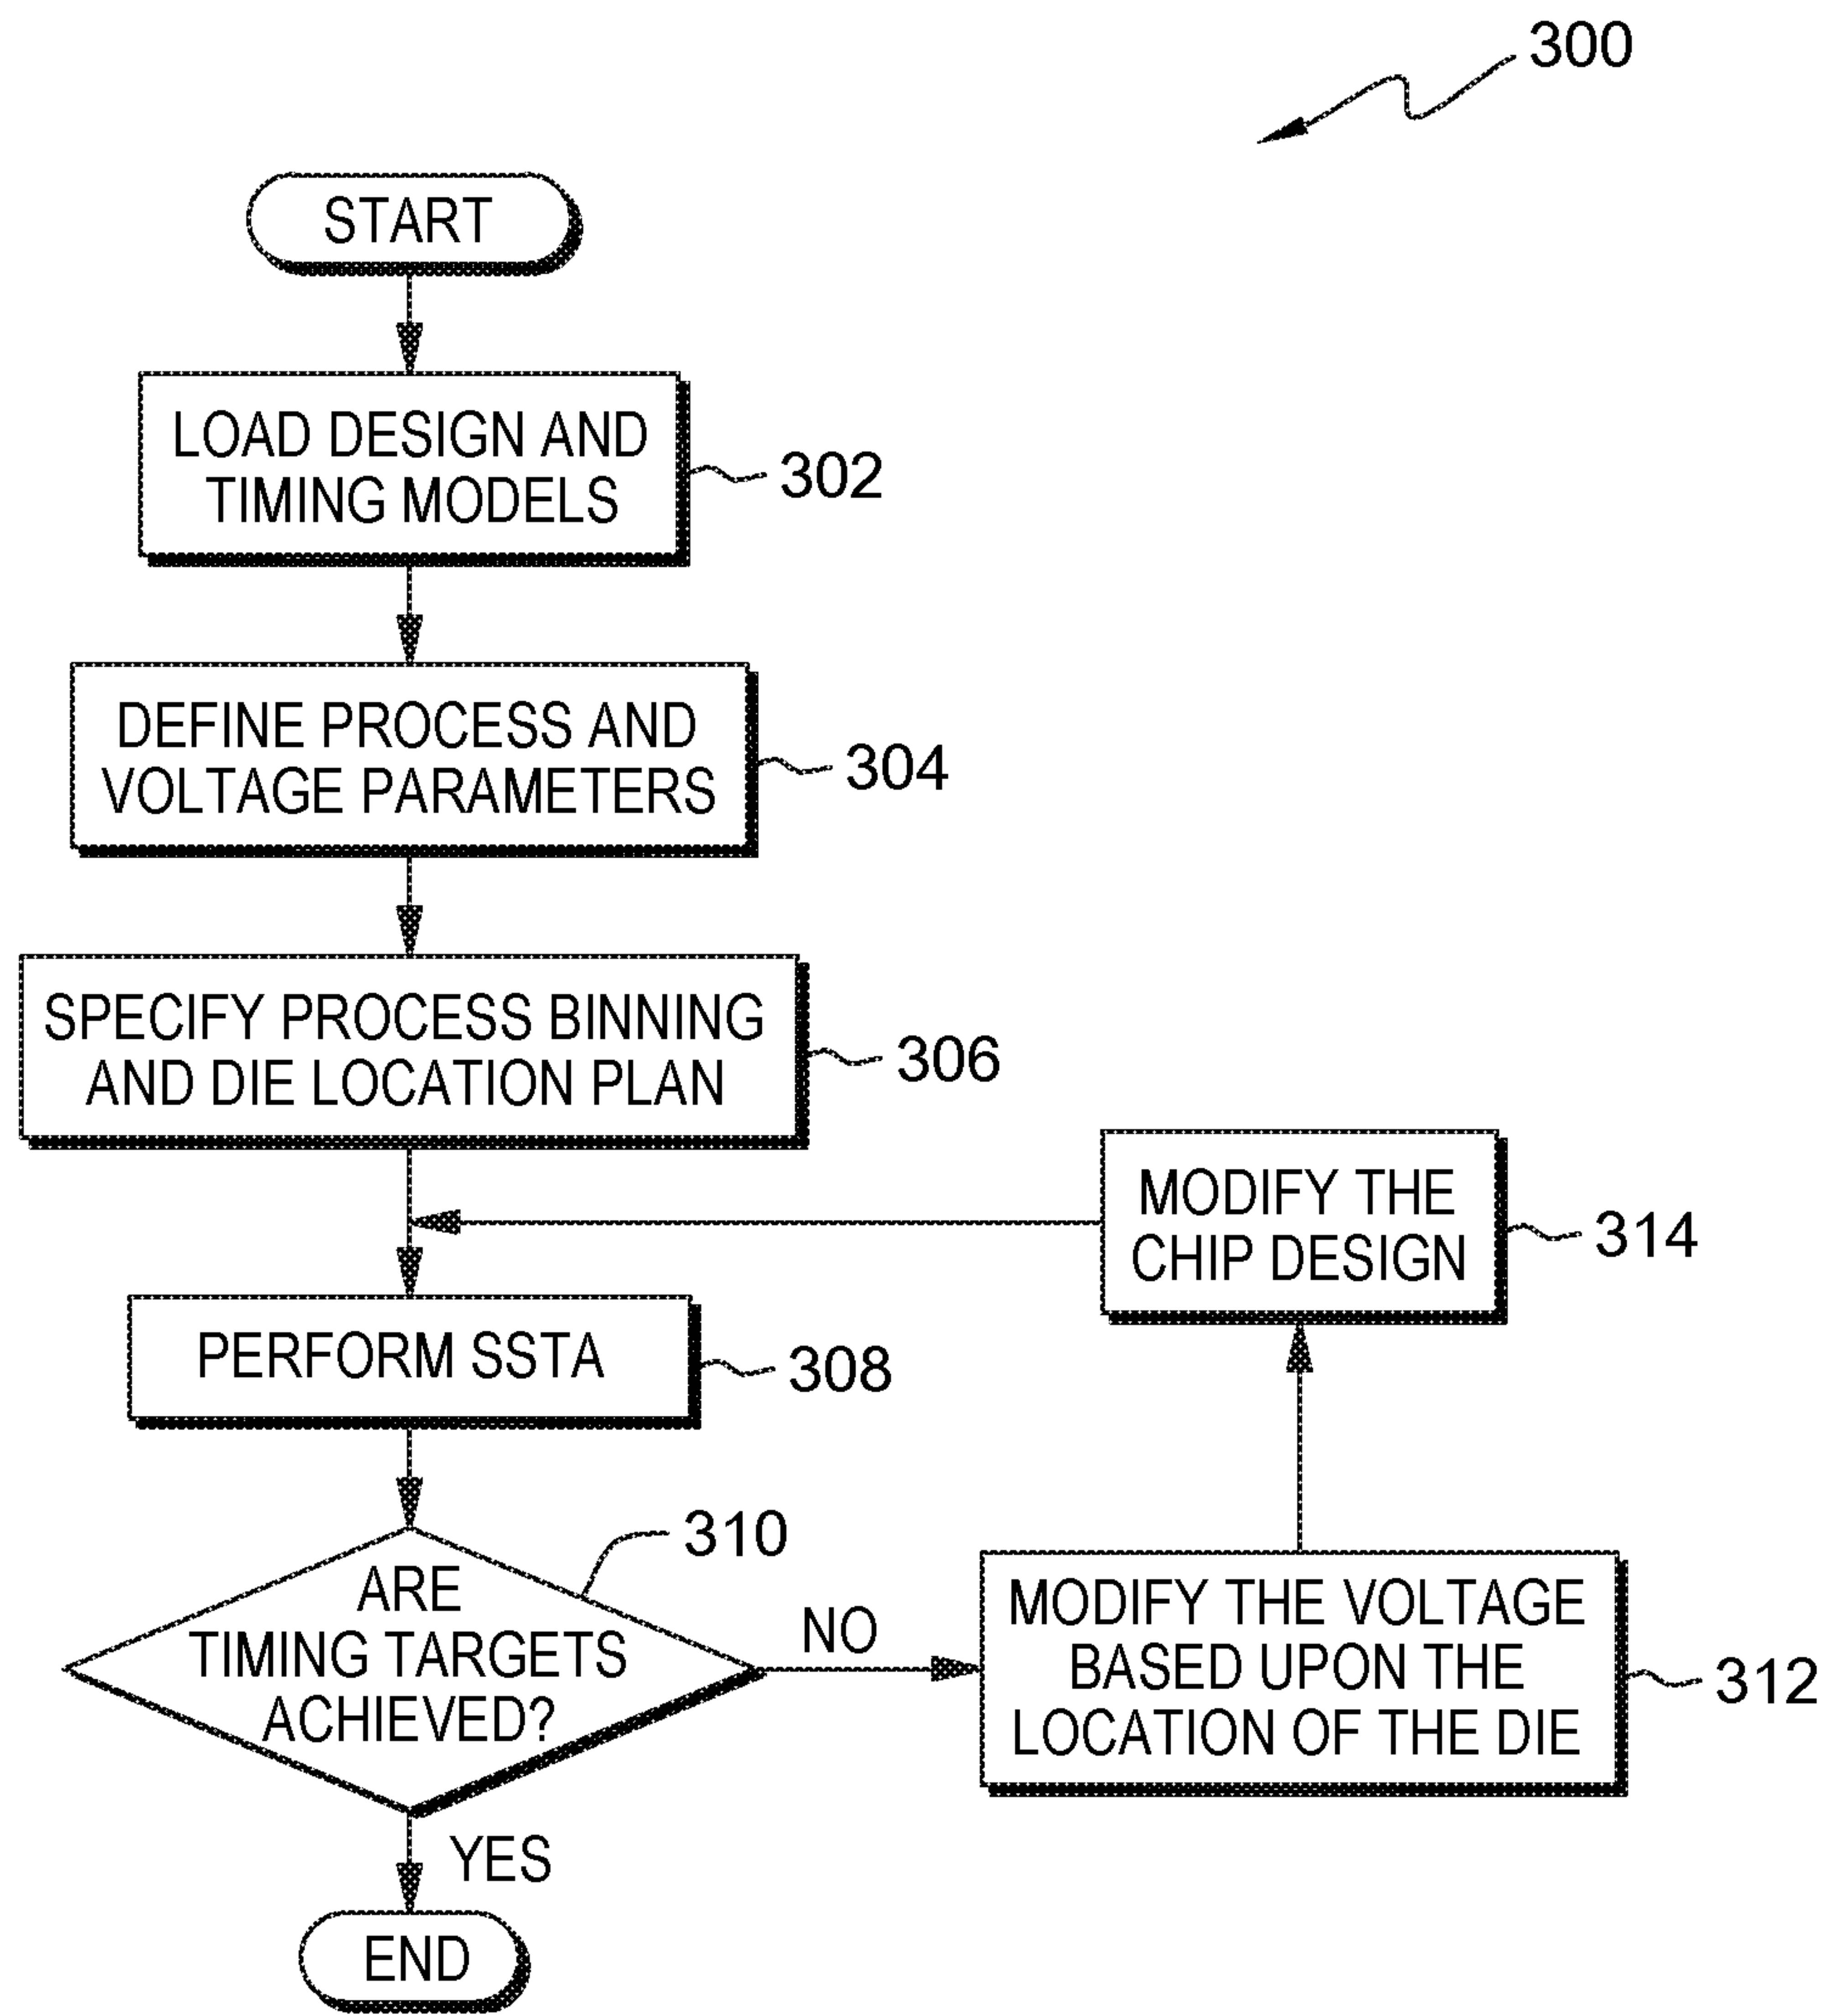 300
START
LOAD DESIGN AND
TIMING MODELS
302
DEFINE PROCESS AND
VOLTAGE PARAMETERS
304
SPECIFY PROCESS BINNING
AND DIE LOCATION PLAN
306
MODIFY THE
CHIP DESIGN
314
PERFORM SSTA
308
310
ARE
TIMING TARGETS
ACHIEVED?
NO
MODIFY THE VOLTAGE
BASED UPON THE
LOCATION OF THE DIE
312
YES
END